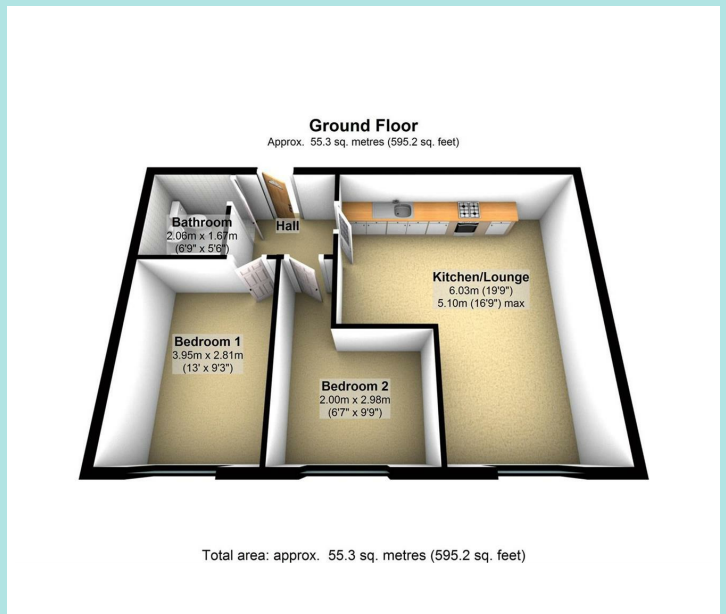 Ground Floor
Approx. 55.3 sq. metres (595.2 sq. feet)
Bathroom
2.06m x 1.67m
(6'9" x 5'6")
Hall
Kitchen/Lounge
6.03m (19'9")
5.10m (16'9") max
Bedroom 1
3.95m x 2.81m
(13' x 9'3")
Bedroom 2
2.00m x 2.98m
(6'7" x 9'9")
Total area: approx. 55.3 sq. metres (595.2 sq. feet)